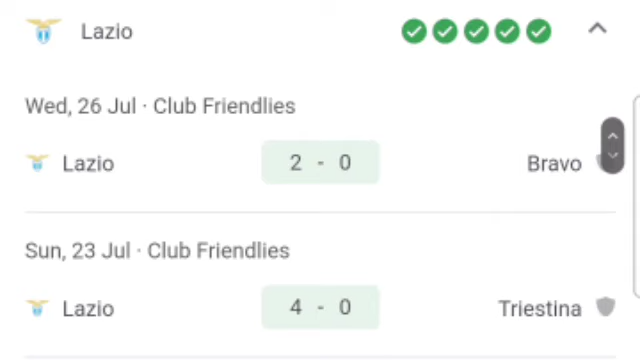 Lazio
Wed, 26 Jul · Club Friendlies
Lazio 2 - 0 Bravo
Sun, 23 Jul · Club Friendlies
Lazio 4 - 0 Triestina